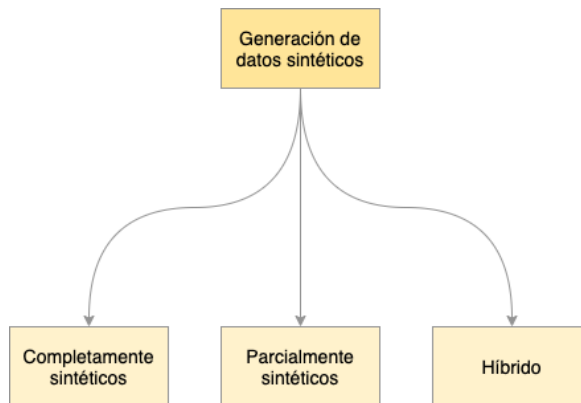 Generación de
datos sintéticos
Completamente
sintéticos
Parcialmente
sintéticos
Híbrido